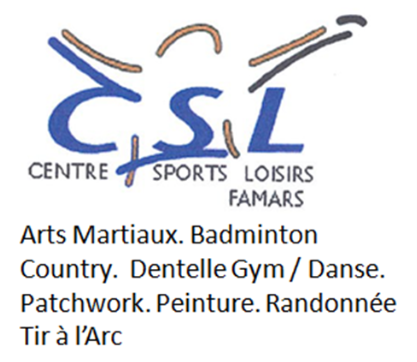 CSL
CENTRE SPORTS LOISIRS
FAMARS
Arts Martiaux. Badminton
Country.  Dentelle Gym / Danse.
Patchwork. Peinture. Randonnée
Tir à l’Arc